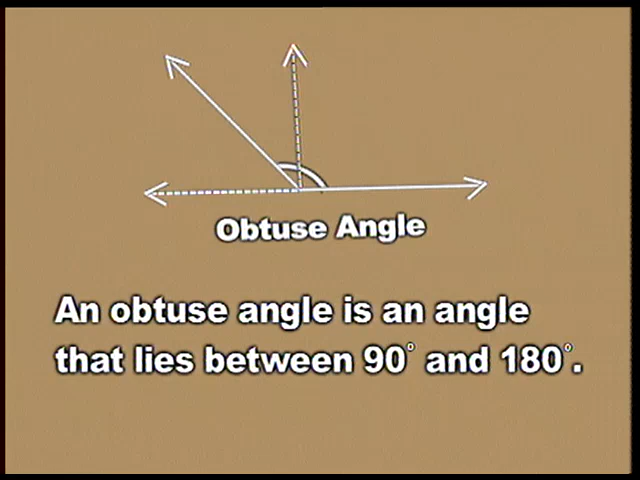 Obtuse Angle
An obtuse angle is an angle
that lies between 90° and 180°.